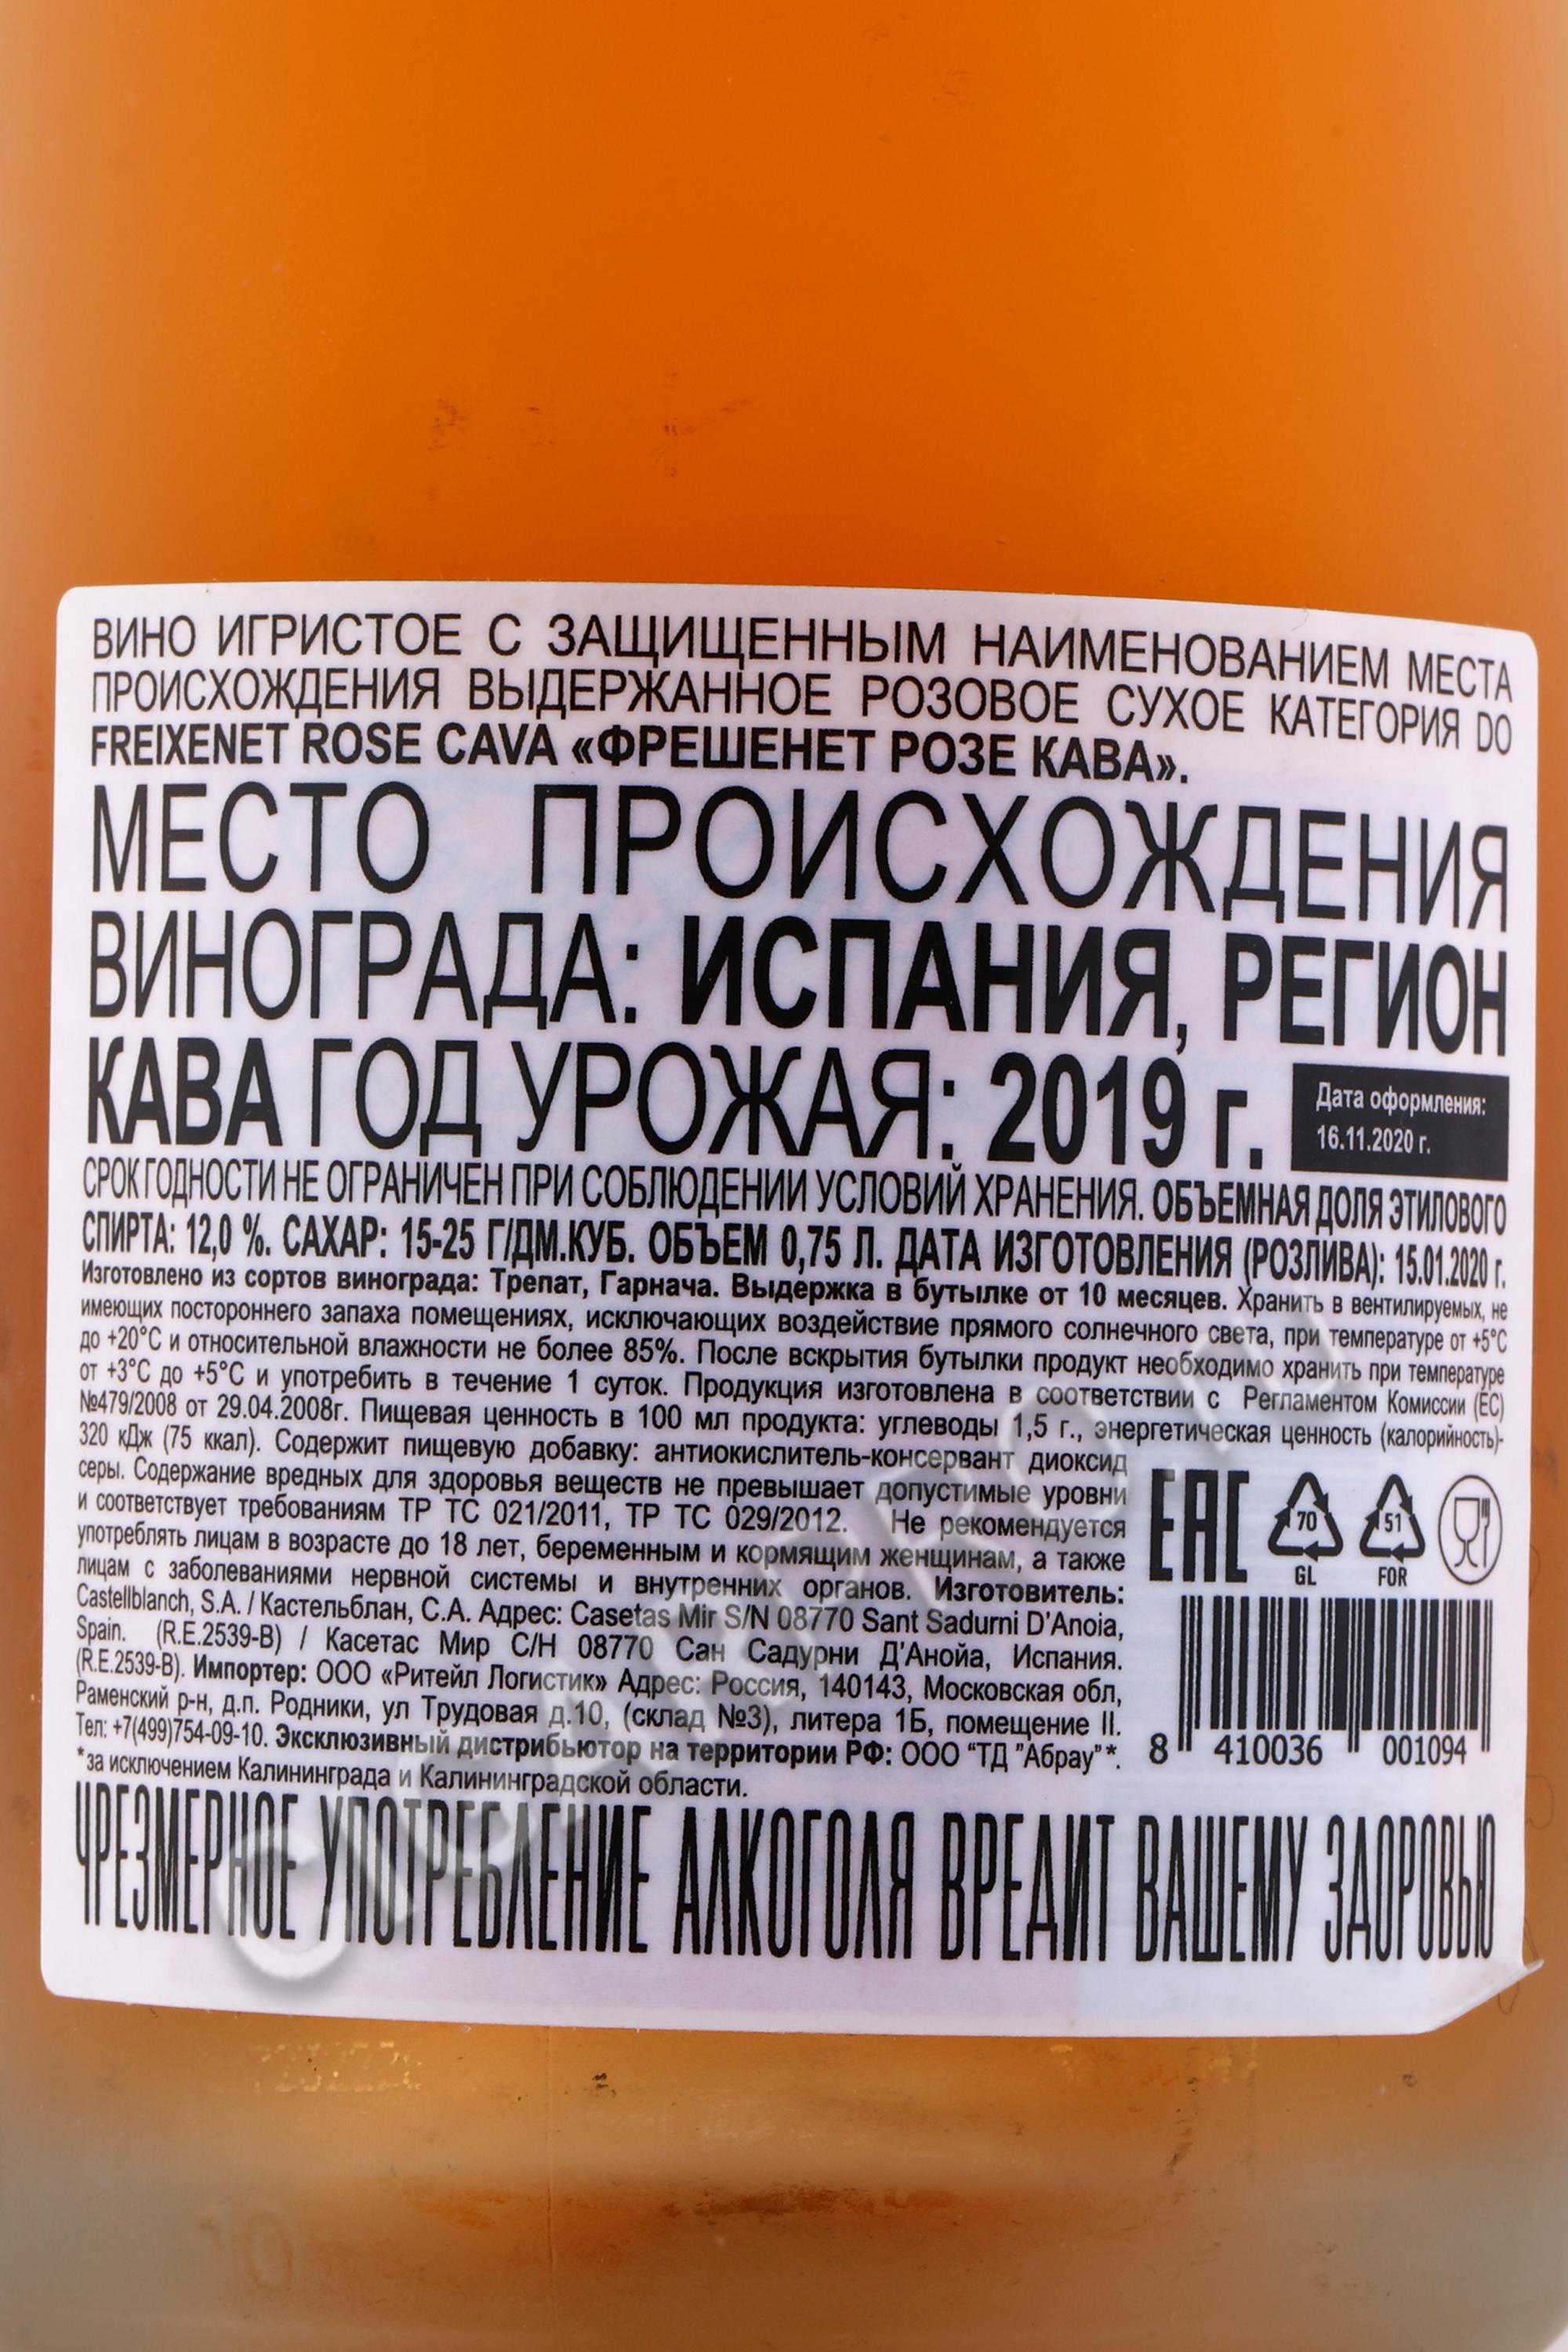 ВИНО ИГРИСТОЕ С ЗАЩИЩЕННЫМ НАИМЕНОВАНИЕМ МЕСТА
ПРОИСХОЖДЕНИЯ ВЫДЕРЖАННОЕ РОЗОВОЕ СУХОЕ КАТЕГОРИЯ DO
FREIXENET ROSE CAVA «ФРЕШЕНЕТ РОЗЕ КАВА».
МЕСТО ПРОИСХОЖДЕНИЯ
ВИНОГРАДА: ИСПАНИЯ, РЕГИОН
КАВА ГОД УРОЖАЯ: 2019 г.
Дата оформления:
16.11.2020 г.
СРОК ГОДНОСТИ НЕ ОГРАНИЧЕН ПРИ СОБЛЮДЕНИИ УСЛОВИЙ ХРАНЕНИЯ. ОБЪЕМНАЯ ДОЛЯ ЭТИЛОВОГО
СПИРТА: 12,0 %. САХАР: 15-25 Г/ДМ.КУБ. ОБЪЕМ 0,75 Л. ДАТА ИЗГОТОВЛЕНИЯ (РОЗЛИВА): 15.01.2020 г.
Изготовлено из сортов винограда: Трепат, Гарнача. Выдержка в бутылке от 10 месяцев. Хранить в вентилируемых, не
имеющих постороннего запаха помещениях, исключающих воздействие прямого солнечного света, при температуре от +5°С
до +20°С и относительной влажности не более 85%. После вскрытия бутылки продукт необходимо хранить при температуре
от +3°С до +5°С и употребить в течение 1 суток. Продукция изготовлена в соответствии с Регламентом Комиссии (ЕС)
№479/2008 от 29.04.2008г. Пищевая ценность в 100 мл продукта: углеводы 1,5 г., энергетическая ценность (калорийность)-
320 кДж (75 ккал). Содержит пищевую добавку: антиокислитель-консервант диоксид
серы. Содержание вредных для здоровья веществ не превышает допустимые уровни
и соответствует требованиям ТР ТС 021/2011, ТР ТС 029/2012. Не рекомендуется
употреблять лицам в возрасте до 18 лет, беременным и кормящим женщинам, а также
лицам с заболеваниями нервной системы и внутренних органов. Изготовитель:
Castellblanch, S.A. / Кастельблан, С.А. Адрес: Casetas Mir S/N 08770 Sant Sadurni D'Anoia,
Spain. (R.E.2539-B) / Касетас Мир С/Н 08770 Сан Садурни Д'Анойа, Испания.
(R.E.2539-B). Импортер: ООО «Ритейл Логистик» Адрес: Россия, 140143, Московская обл,
Раменский р-н, д.п. Родники, ул Трудовая д.10, (склад №3), литера 1Б, помещение II.
Тел: +7(499)754-09-10. Эксклюзивный дистрибьютор на территории РФ: ООО "ТД "Абрау"*.
*за исключением Калининграда и Калининградской области.
ЕАС
70
GL
51
FOR
8 410036 001094
ЧРЕЗМЕРНОЕ УПОТРЕБЛЕНИЕ АЛКОГОЛЯ ВРЕДИТ ВАШЕМУ ЗДОРОВЬЮ